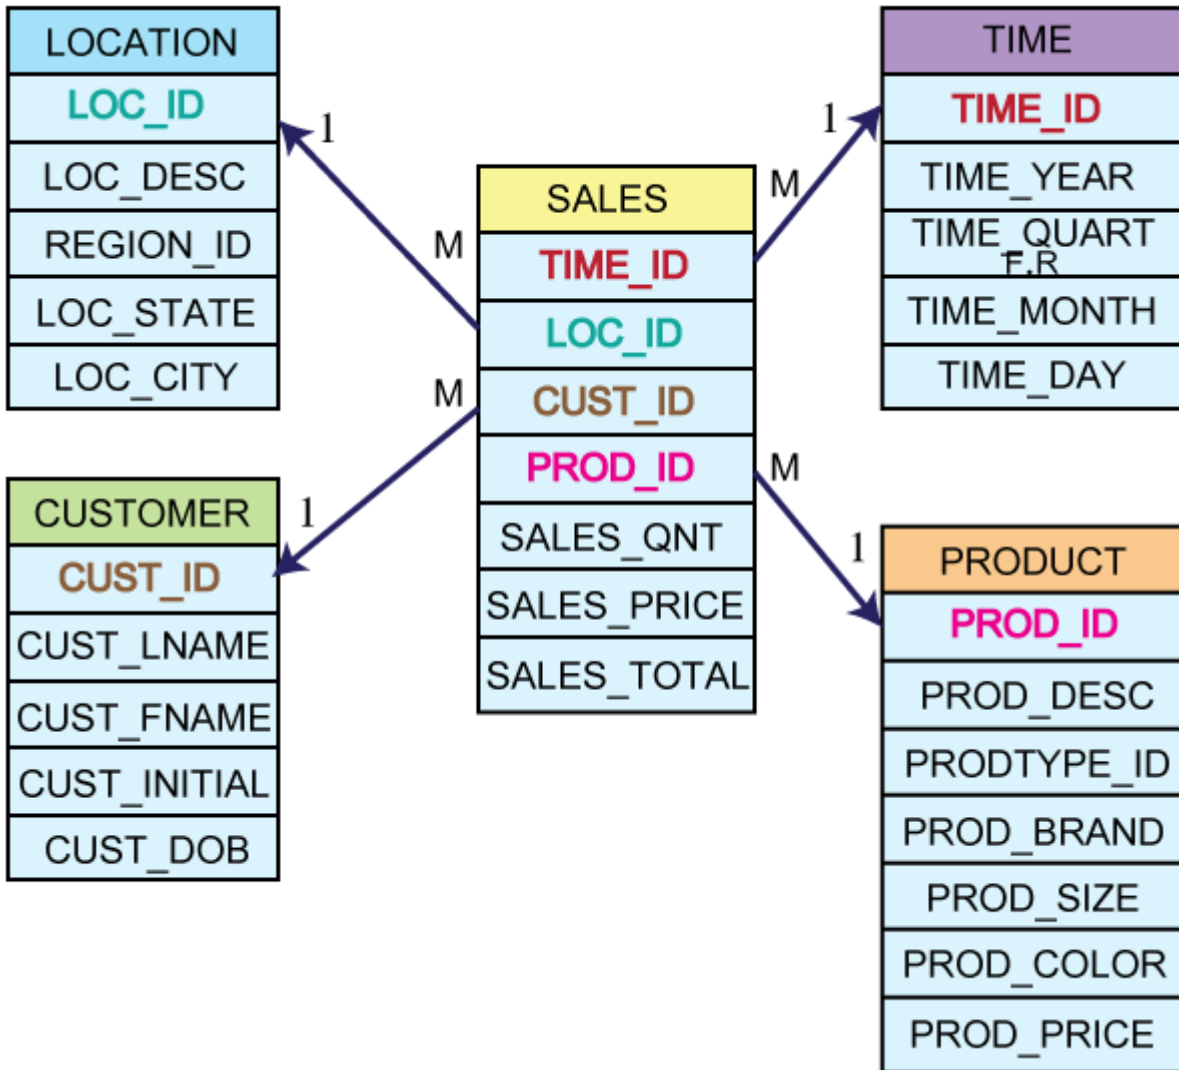 LOCATION
LOC_ID
LOC_DESC
REGION_ID
LOC_STATE
LOC_CITY
1
M
SALES
TIME_ID
LOC_ID
CUST_ID
PROD_ID
SALES_QNT
SALES_PRICE
SALES_TOTAL
1
M
TIME
TIME_ID
TIME_YEAR
TIME_QUART
F.R
TIME_MONTH
TIME_DAY
M
1
CUSTOMER
CUST_ID
CUST_LNAME
CUST_FNAME
CUST_INITIAL
CUST_DOB
M
1
PRODUCT
PROD_ID
PROD_DESC
PRODTYPE_ID
PROD_BRAND
PROD_SIZE
PROD_COLOR
PROD_PRICE